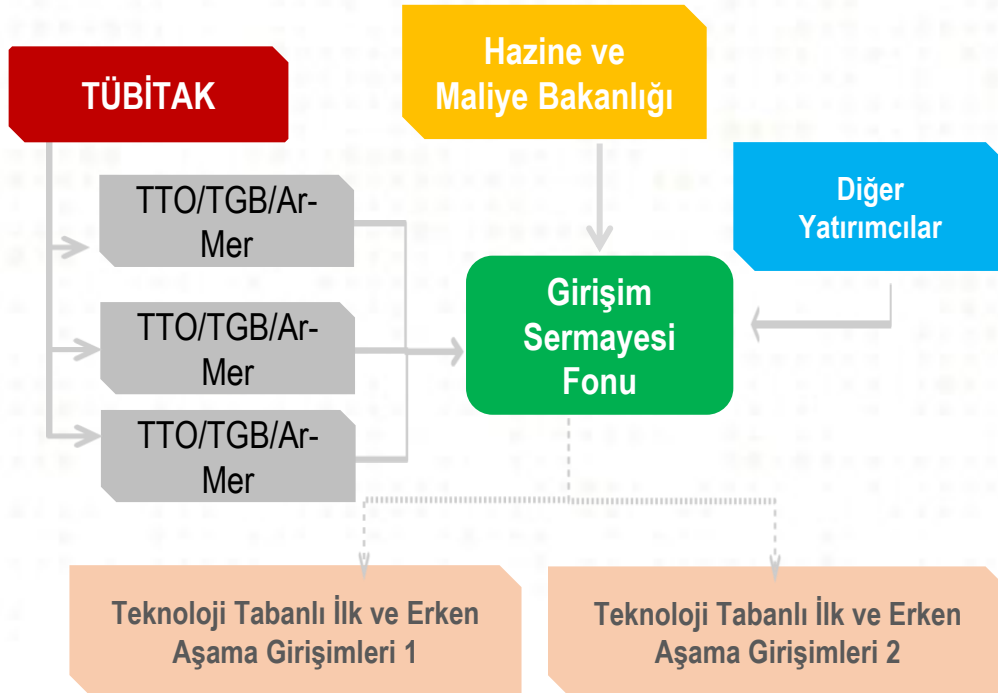 TÜBİTAK
Hazine ve
Maliye Bakanlığı
Diğer
Yatırımcılar
TTO/TGB/Ar-
Mer
TTO/TGB/Ar-
Mer
TTO/TGB/Ar-
Mer
Girişim
Sermayesi
Fonu
Teknoloji Tabanlı İlk ve Erken
Aşama Girişimleri 1
Teknoloji Tabanlı İlk ve Erken
Aşama Girişimleri 2